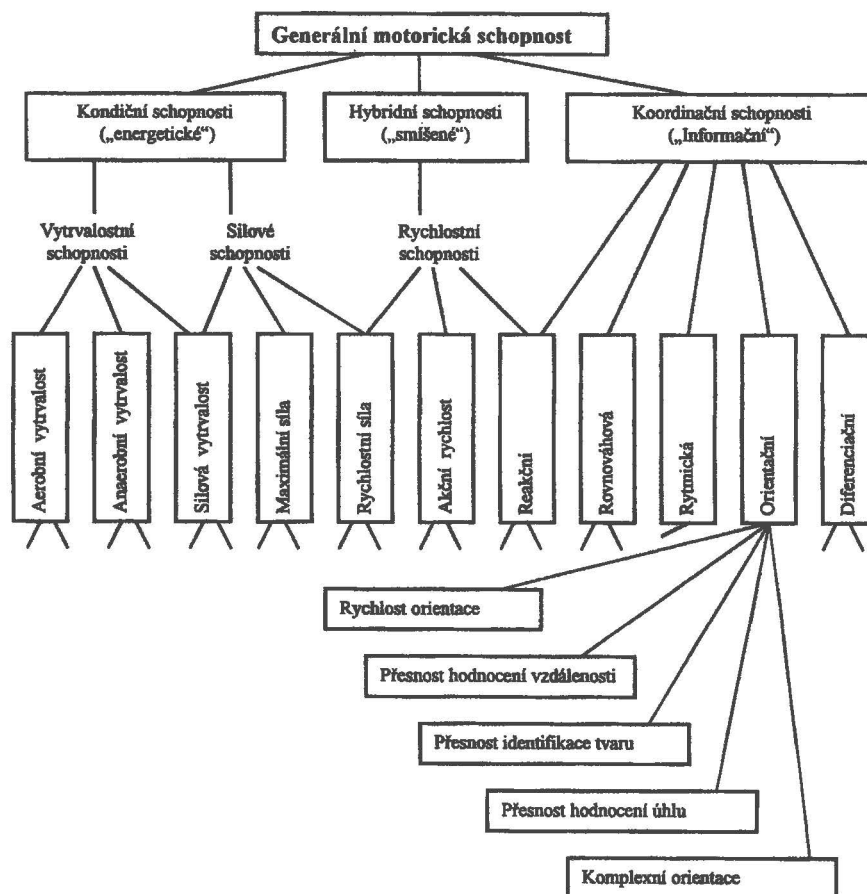 Generální motorická schopnost
Kondiční schopnosti
(„energetické“)
Hybridní schopnosti
(„smíšené“)
Koordinační schopnosti
(„Informační“)
Vytrvalostní
schopnosti
Silové
schopnosti
Rychlostní
schopnosti
Aerobní vytrvalost
Anaerobní vytrvalost
Silová vytrvalost
Maximální síla
Rychlostní síla
Akční rychlost
Reakční
Rovnováhová
Rytmická
Orientační
Diferenciační
Rychlost orientace
Přesnost hodnocení vzdálenosti
Přesnost identifikace tvaru
Přesnost hodnocení úhlu
Komplexní orientace